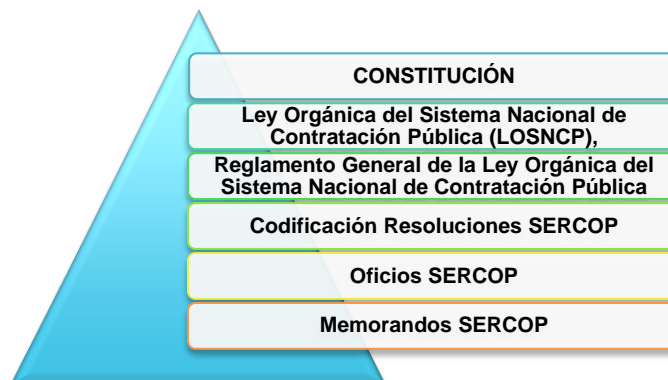 CONSTITUCIÓN
Ley Orgánica del Sistema Nacional de
Contratación Pública (LOSNCP),
Reglamento General de la Ley Orgánica del
Sistema Nacional de Contratación Pública
Codificación Resoluciones SERCOP
Oficios SERCOP
Memorandos SERCOP